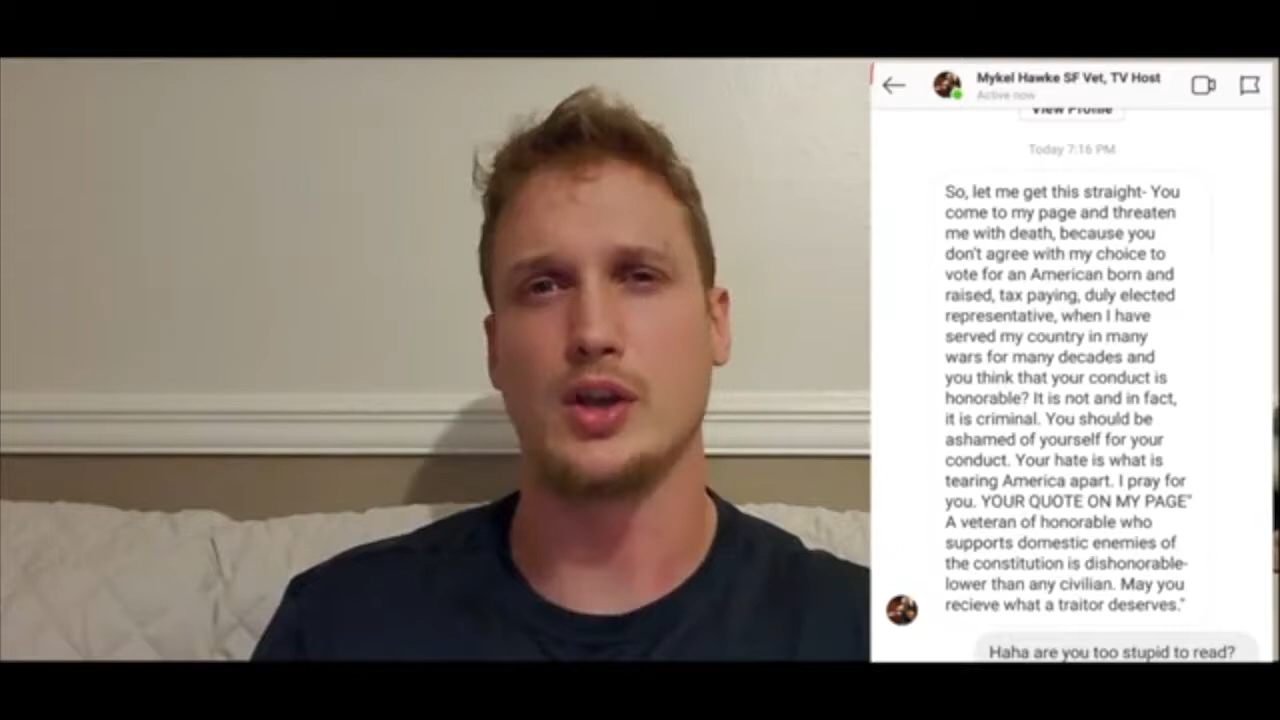 Mykel Hawke SF Vet, TV Host
Active now
View Profile
Today 7:16 PM
So, let me get this straight- You
come to my page and threaten
me with death, because you
don't agree with my choice to
vote for an American born and
raised, tax paying, duly elected
representative, when I have
served my country in many
wars for many decades and
you think that your conduct is
honorable? It is not and in fact,
it is criminal. You should be
ashamed of yourself for your
conduct. Your hate is what is
tearing America apart. I pray for
you. YOUR QUOTE ON MY PAGE"
A veteran of honorable who
supports domestic enemies of
the constitution is dishonorable-
lower than any civilian. May you
recieve what a traitor deserves."
Haha are you too stupid to read?